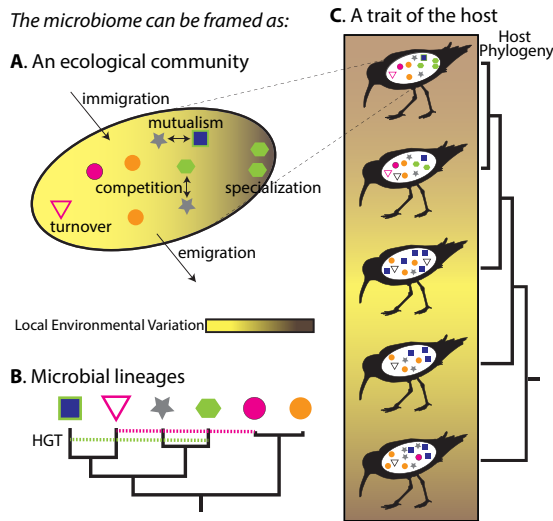 The microbiome can be framed as:
A. An ecological community
immigration
mutualism
competition
specialization
turnover
emigration
Local Environmental Variation
B. Microbial lineages
HGT
C. A trait of the host
Host
Phylogeny